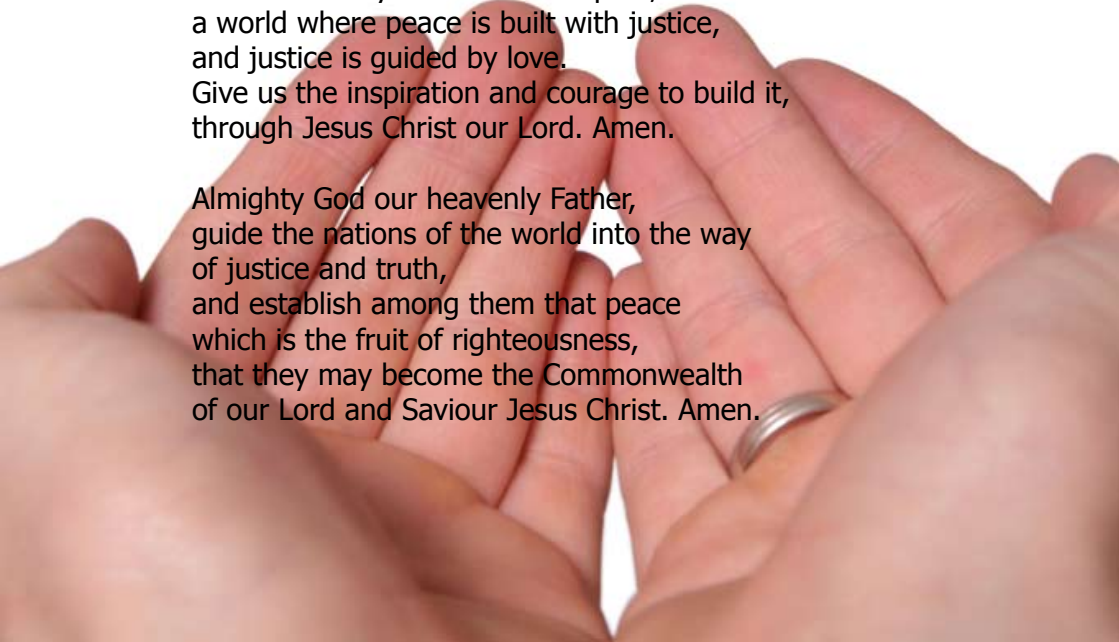 a world where peace is built with justice,
and justice is guided by love.
Give us the inspiration and courage to build it,
through Jesus Christ our Lord. Amen.
Almighty God our heavenly Father,
guide the nations of the world into the way
of justice and truth,
and establish among them that peace
which is the fruit of righteousness,
that they may become the Commonwealth
of our Lord and Saviour Jesus Christ. Amen.